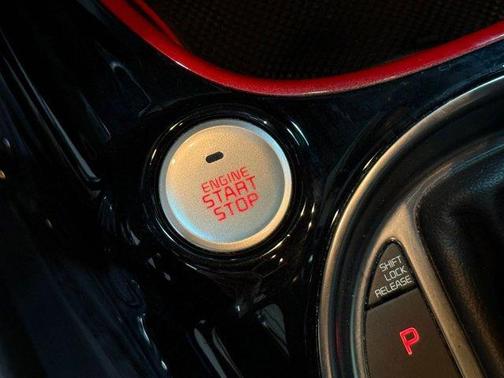 ENGINE
START
STOP
SHIFT
LOCK
RELEASE
P